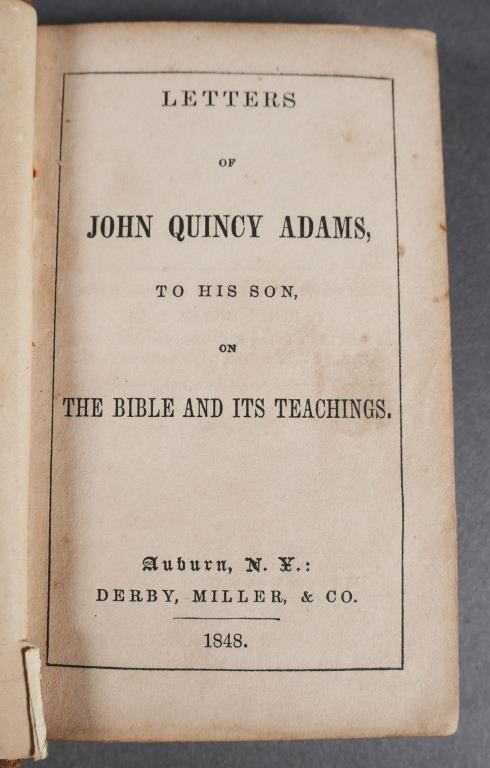 LETTERS
OF
JOHN QUINCY ADAMS,
TO HIS SON,
ON
THE BIBLE AND ITS TEACHINGS.
Auburn, N. Y.:
DERBY, MILLER, & CO.
1848.